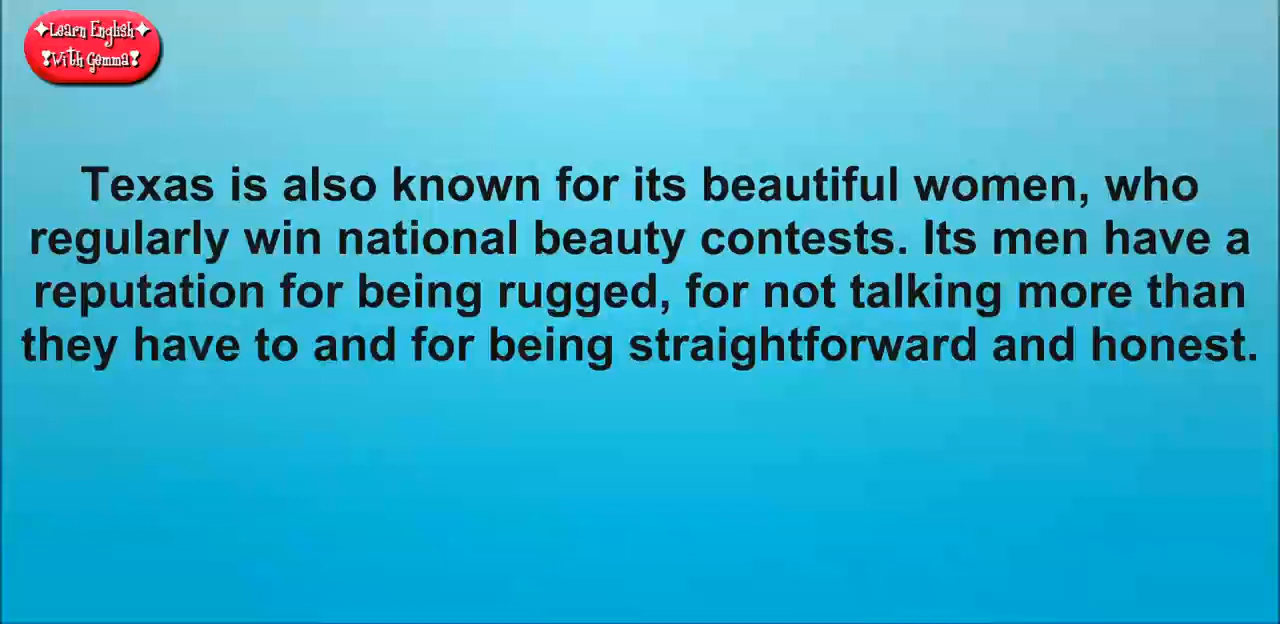 Learn English
With Gemma
Texas is also known for its beautiful women, who
regularly win national beauty contests. Its men have a
reputation for being rugged, for not talking more than
they have to and for being straightforward and honest.